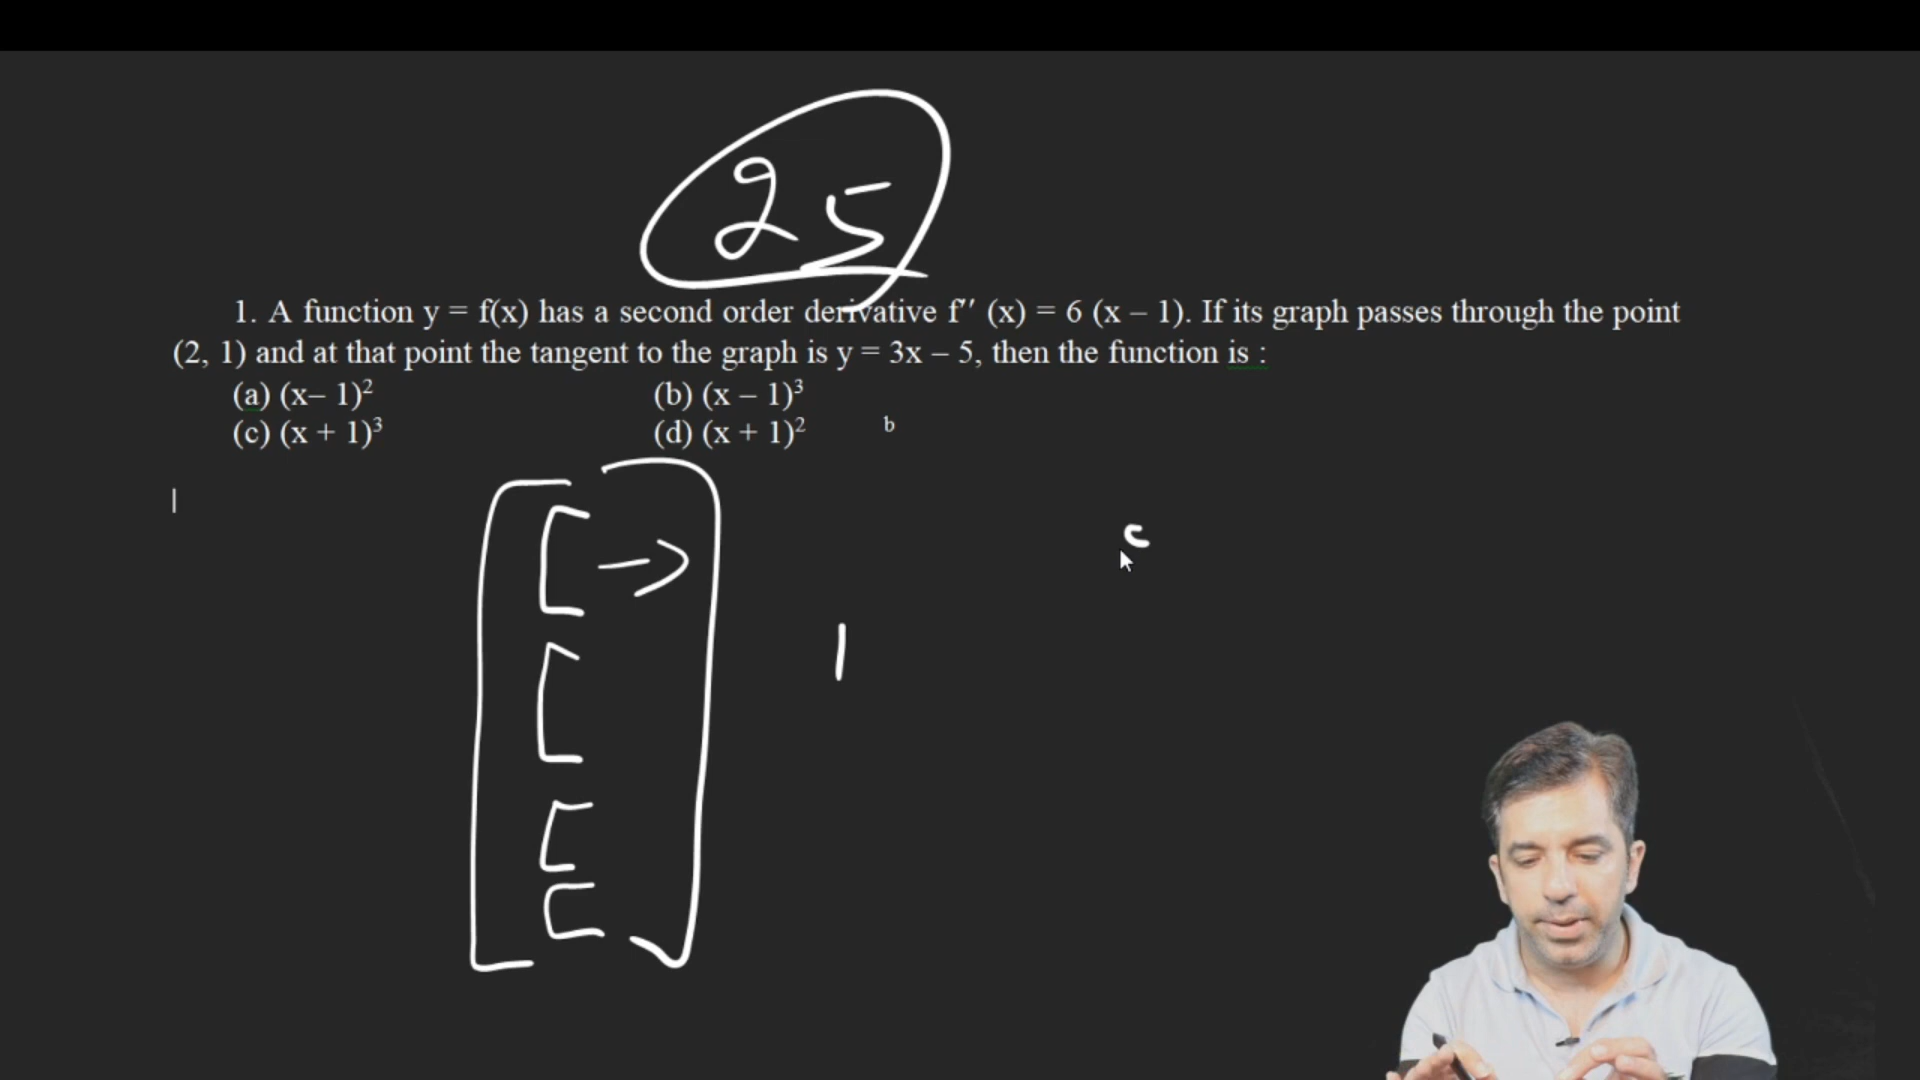 25
1. A function y = f(x) has a second order derivative f″ (x) = 6 (x – 1). If its graph passes through the point
(2, 1) and at that point the tangent to the graph is y = 3x – 5, then the function is :
(a) (x– 1)² (b) (x – 1)³
(c) (x + 1)³ (d) (x + 1)² b